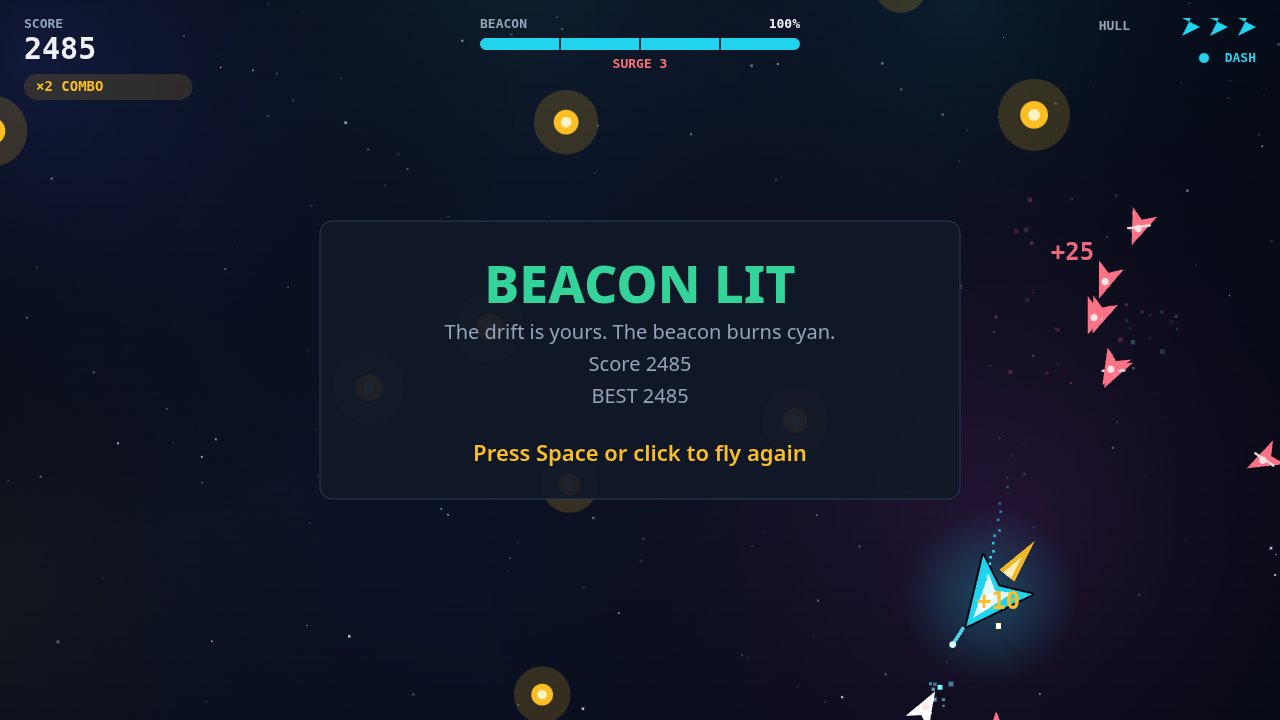 SCORE
2485
×2 COMBO
BEACON 100%
SURGE 3
HULL
DASH
+25
BEACON LIT
The drift is yours. The beacon burns cyan.
Score 2485
BEST 2485
Press Space or click to fly again
+10